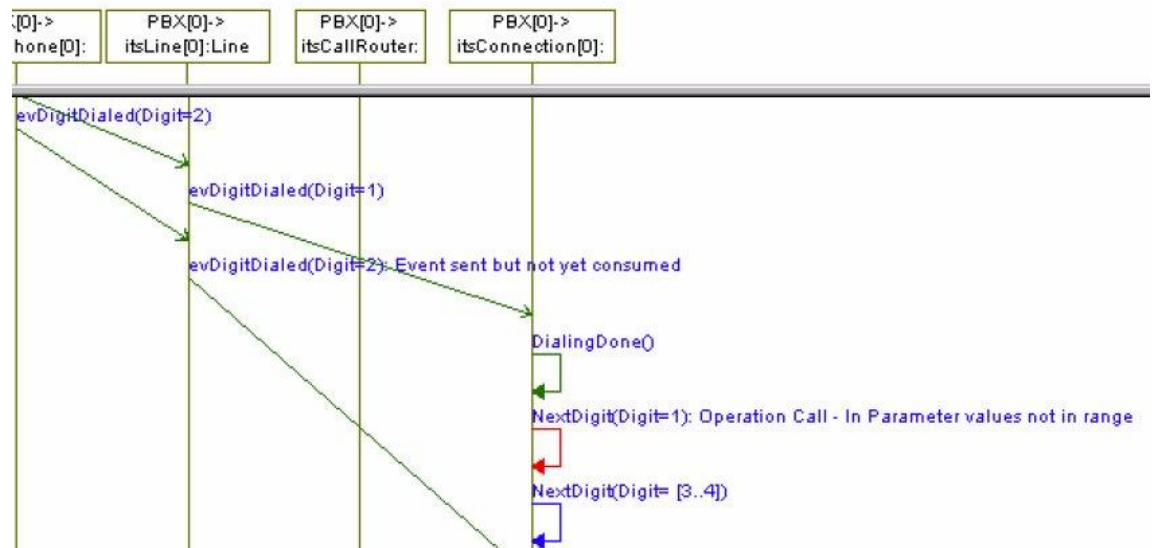 [0]->
hone[0]:
PBX[0]->
itsLine[0]:Line
PBX[0]->
itsCallRouter:
PBX[0]->
itsConnection[0]:
evDigitDialed(Digit=2)
evDigitDialed(Digit=1)
evDigitDialed(Digit=2): Event sent but not yet consumed
DialingDone()
NextDigit(Digit=1): Operation Call - In Parameter values not in range
NextDigit(Digit= [3..4])